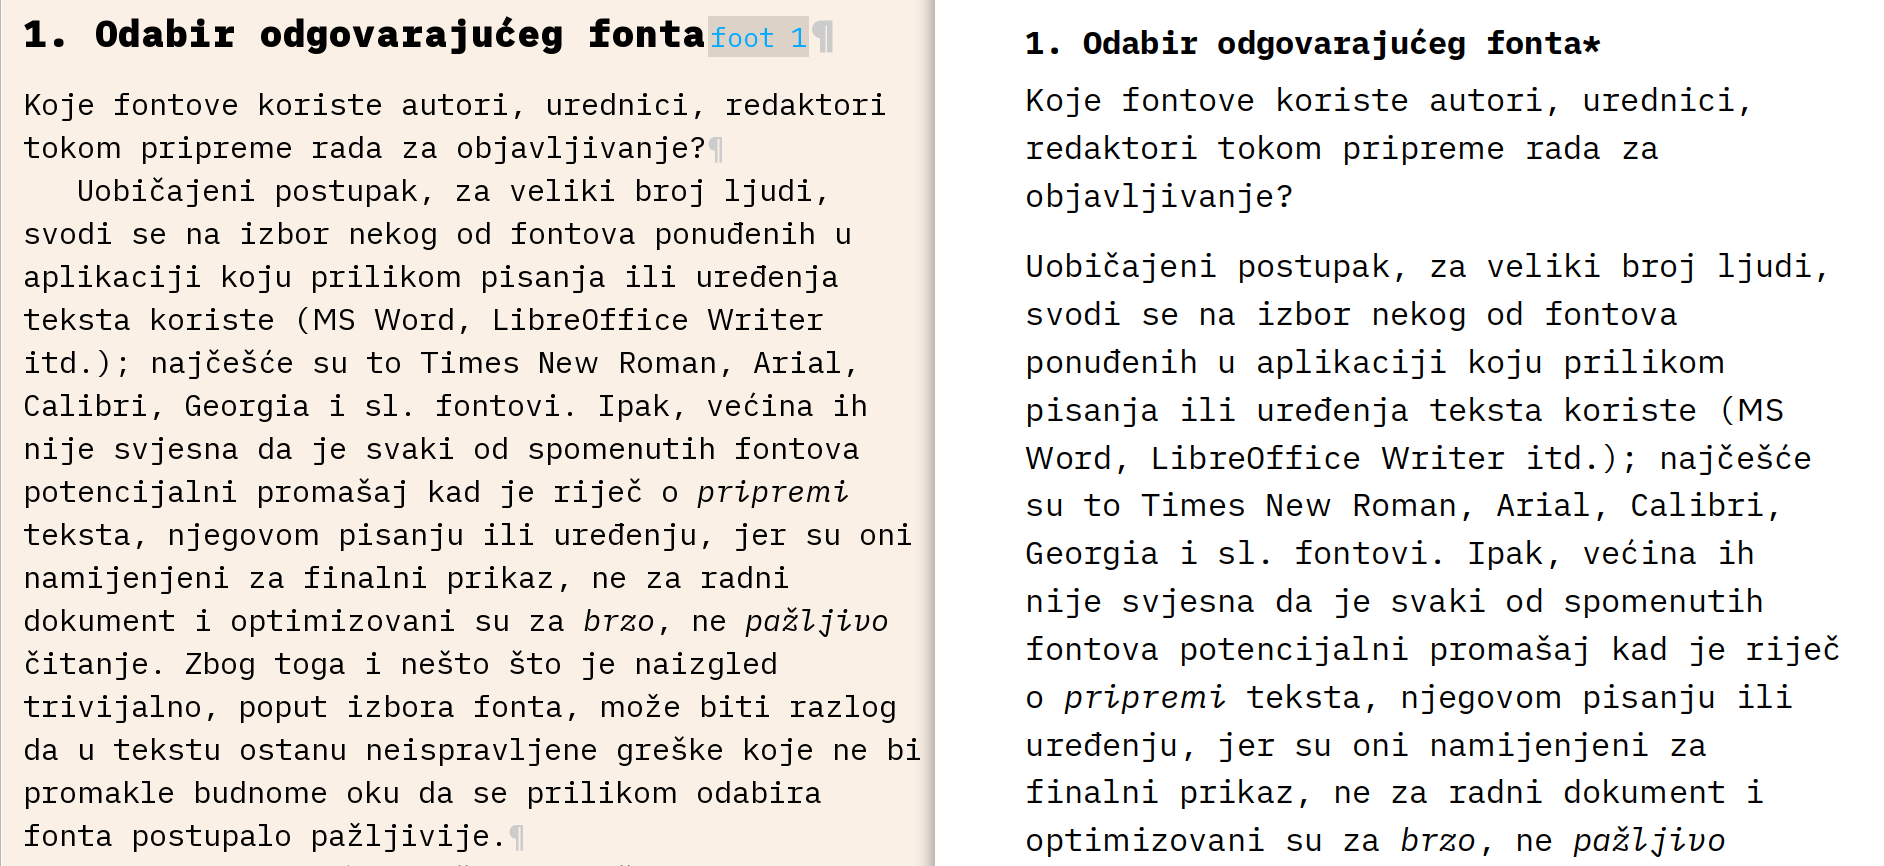 1. Odabir odgovarajućeg fontafoot 1¶
Koje fontove koriste autori, urednici, redaktori
tokom pripreme rada za objavljivanje?¶
Uobičajeni postupak, za veliki broj ljudi,
svodi se na izbor nekog od fontova ponuđenih u
aplikaciji koju prilikom pisanja ili uređenja
teksta koriste (MS Word, LibreOffice Writer
itd.); najčešće su to Times New Roman, Arial,
Calibri, Georgia i sl. fontovi. Ipak, većina ih
nije svjesna da je svaki od spomenutih fontova
potencijalni promašaj kad je riječ o pripremi
teksta, njegovom pisanju ili uređenju, jer su oni
namijenjeni za finalni prikaz, ne za radni
dokument i optimizovani su za brzo, ne pažljivo
čitanje. Zbog toga i nešto što je naizgled
trivijalno, poput izbora fonta, može biti razlog
da u tekstu ostanu neispravljene greške koje ne bi
promakle budnome oku da se prilikom odabira
fonta postupalo pažljivije.¶
1. Odabir odgovarajućeg fonta*
Koje fontove koriste autori, urednici,
redaktori tokom pripreme rada za
objavljivanje?
Uobičajeni postupak, za veliki broj ljudi,
svodi se na izbor nekog od fontova
ponuđenih u aplikaciji koju prilikom
pisanja ili uređenja teksta koriste (MS
Word, LibreOffice Writer itd.); najčešće
su to Times New Roman, Arial, Calibri,
Georgia i sl. fontovi. Ipak, većina ih
nije svjesna da je svaki od spomenutih
fontova potencijalni promašaj kad je riječ
o pripremi teksta, njegovom pisanju ili
uređenju, jer su oni namijenjeni za
finalni prikaz, ne za radni dokument i
optimizovani su za brzo, ne pažljivo